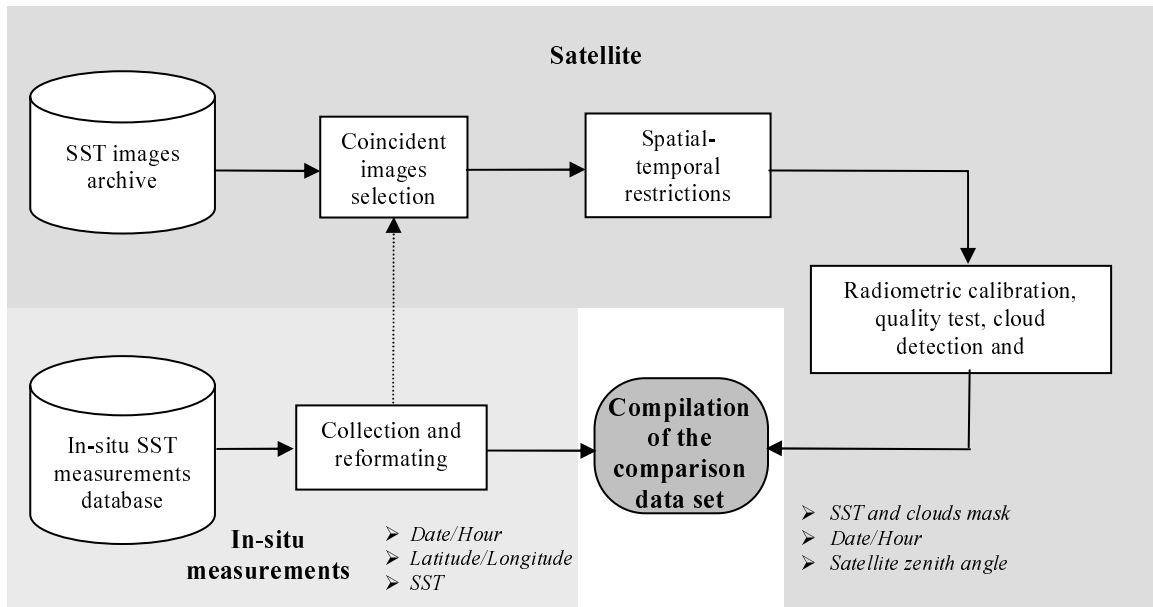 Satellite
SST images
archive
Coincident
images
selection
Spatial-
temporal
restrictions
Radiometric calibration,
quality test, cloud
detection and
In-situ SST
measurements
database
Collection and
reformating
Compilation
of the
comparison
data set
In-situ
measurements
➢ Date/Hour
➢ Latitude/Longitude
➢ SST
➢ SST and clouds mask
➢ Date/Hour
➢ Satellite zenith angle